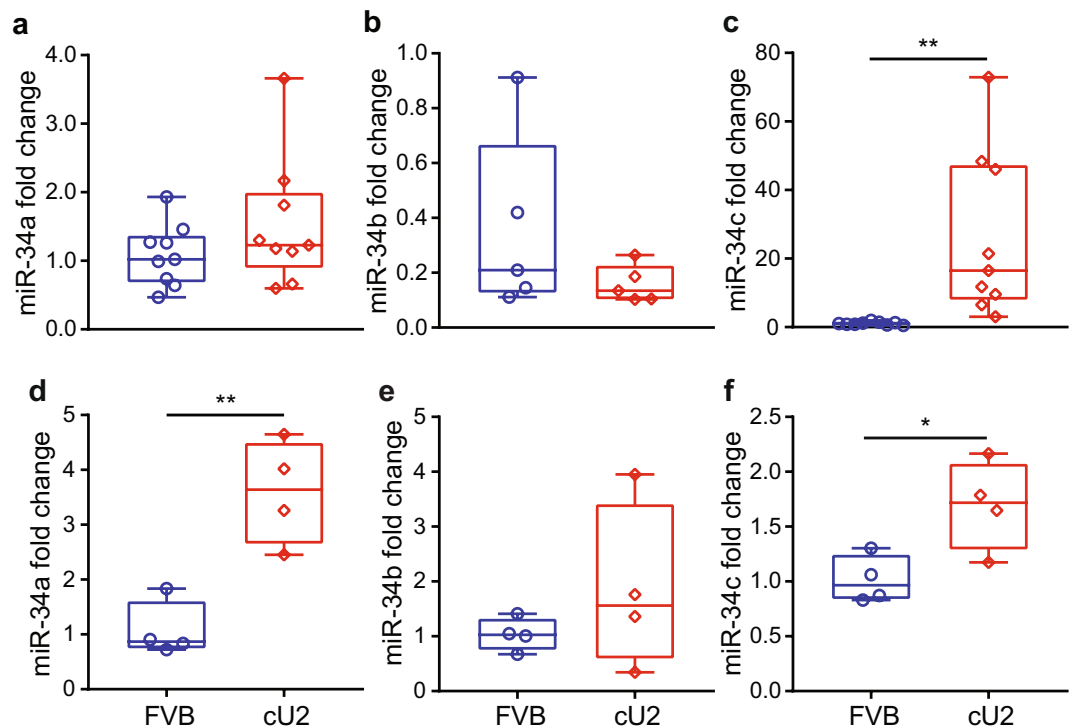 a
miR-34a fold change
4.0
3.0
2.0
1.0
0.0
b
miR-34b fold change
1.0
0.8
0.6
0.4
0.2
0.0
c
miR-34c fold change
80
60
40
20
0
**
d
miR-34a fold change
5
4
3
2
1
0
**
FVB cU2
e
miR-34b fold change
5
4
3
2
1
0
FVB cU2
f
miR-34c fold change
2.5
2.0
1.5
1.0
0.5
0.0
*
FVB cU2